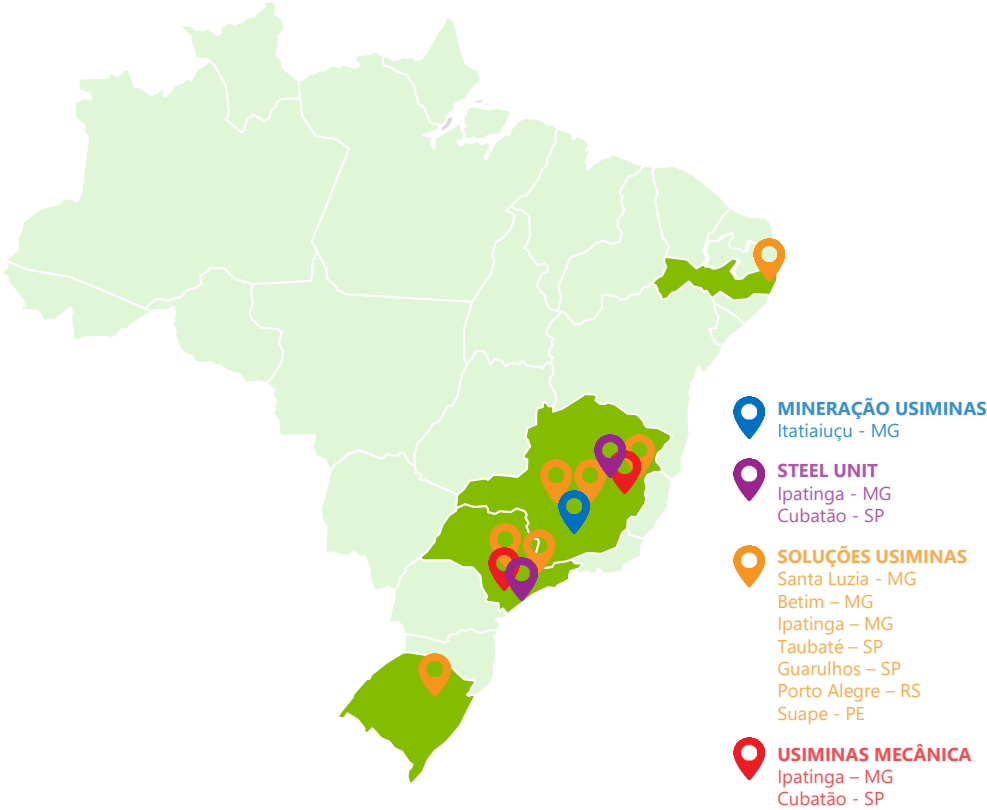 MINERAÇÃO USIMINAS
Itatiaiuçu - MG
STEEL UNIT
Ipatinga - MG
Cubatão - SP
SOLUÇÕES USIMINAS
Santa Luzia - MG
Betim – MG
Ipatinga – MG
Taubaté – SP
Guarulhos – SP
Porto Alegre – RS
Suape - PE
USIMINAS MECÂNICA
Ipatinga – MG
Cubatão - SP